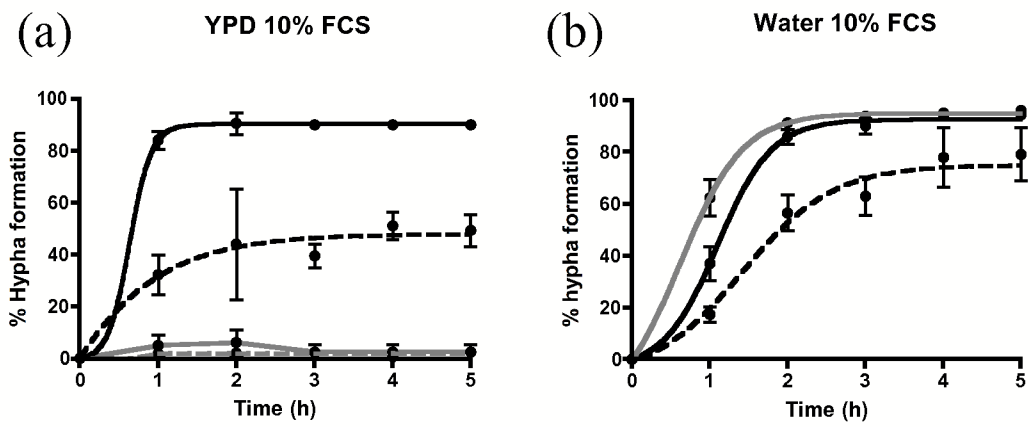 (a)
YPD 10% FCS
% Hypha formation
100
80
60
40
20
0
0 1 2 3 4 5
Time (h)
(b)
Water 10% FCS
% hypha formation
100
80
60
40
20
0
0 1 2 3 4 5
Time (h)